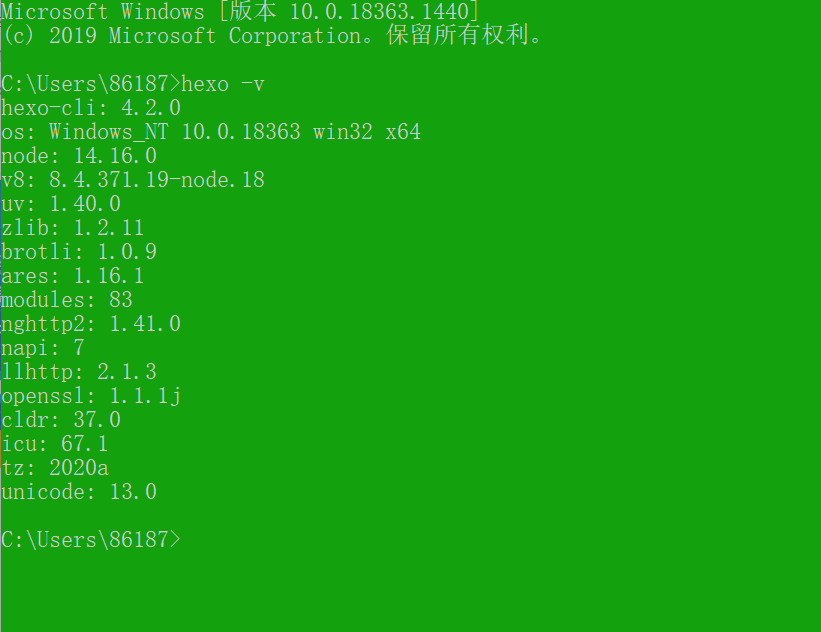 Microsoft Windows [版本 10.0.18363.1440]
(c) 2019 Microsoft Corporation。保留所有权利。
C:\Users\86187>hexo -v
hexo-cli: 4.2.0
os: Windows_NT 10.0.18363 win32 x64
node: 14.16.0
v8: 8.4.371.19-node.18
uv: 1.40.0
zlib: 1.2.11
brotli: 1.0.9
ares: 1.16.1
modules: 83
nghttp2: 1.41.0
napi: 7
llhttp: 2.1.3
openssl: 1.1.1j
cldr: 37.0
icu: 67.1
tz: 2020a
unicode: 13.0
C:\Users\86187>